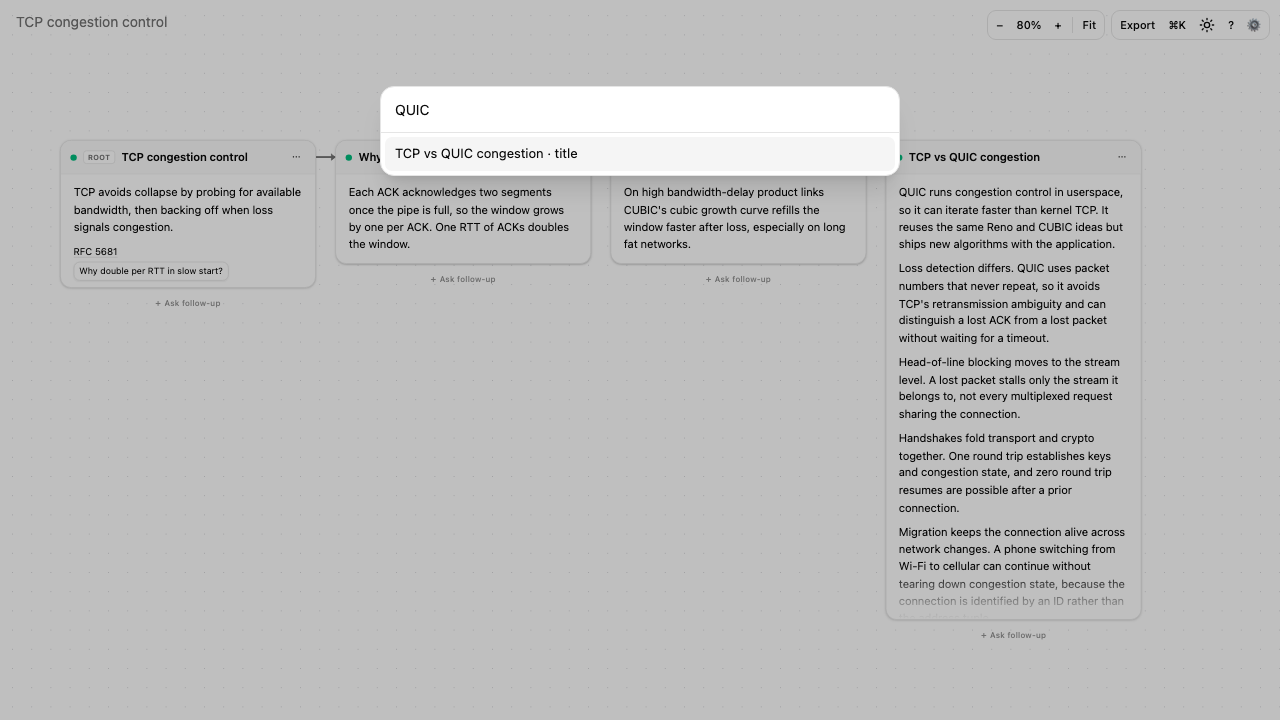 TCP congestion control
− 80% + Fit
Export ⌘K ?
QUIC
TCP vs QUIC congestion · title
ROOT TCP congestion control ···
TCP avoids collapse by probing for available
bandwidth, then backing off when loss
signals congestion.
RFC 5681
Why double per RTT in slow start?
+ Ask follow-up
Why
Each ACK acknowledges two segments
once the pipe is full, so the window grows
by one per ACK. One RTT of ACKs doubles
the window.
+ Ask follow-up
On high bandwidth-delay product links
CUBIC's cubic growth curve refills the
window faster after loss, especially on long
fat networks.
+ Ask follow-up
TCP vs QUIC congestion ···
QUIC runs congestion control in userspace,
so it can iterate faster than kernel TCP. It
reuses the same Reno and CUBIC ideas but
ships new algorithms with the application.
Loss detection differs. QUIC uses packet
numbers that never repeat, so it avoids
TCP's retransmission ambiguity and can
distinguish a lost ACK from a lost packet
without waiting for a timeout.
Head-of-line blocking moves to the stream
level. A lost packet stalls only the stream it
belongs to, not every multiplexed request
sharing the connection.
Handshakes fold transport and crypto
together. One round trip establishes keys
and congestion state, and zero round trip
resumes are possible after a prior
connection.
Migration keeps the connection alive across
network changes. A phone switching from
Wi-Fi to cellular can continue without
tearing down congestion state, because the
connection is identified by an ID rather than
+ Ask follow-up